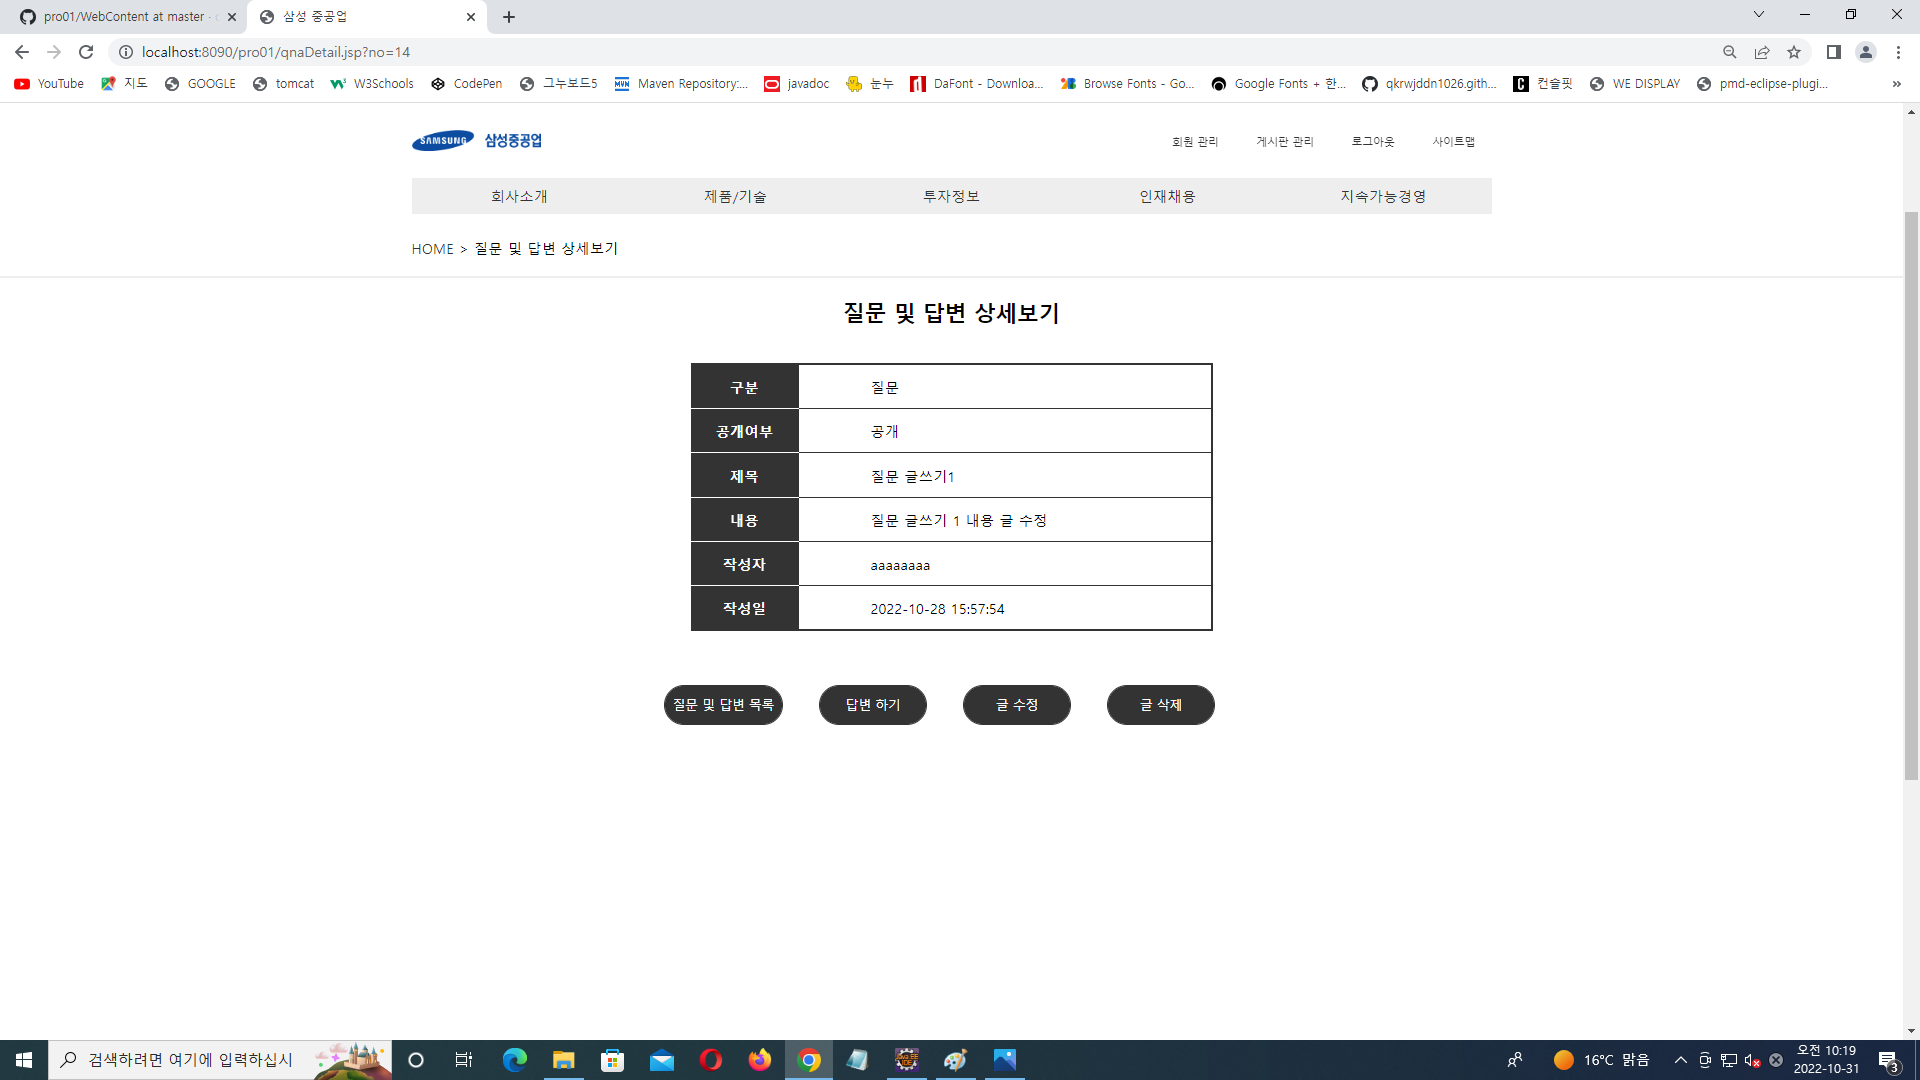 pro01/WebContent at master ·
삼성 중공업
localhost:8090/pro01/qnaDetail.jsp?no=14
YouTube 지도 GOOGLE tomcat W3Schools CodePen 그누보드5 Maven Repository:... javadoc 눈누 DaFont - Downloa... Browse Fonts - Go... Google Fonts + 한... qkrwjddn1026.gith... 컨슬핏 WE DISPLAY pmd-eclipse-plugi... »
SAMSUNG 삼성중공업
회원 관리 게시판 관리 로그아웃 사이트맵
회사소개 제품/기술 투자정보 인재채용 지속가능경영
HOME > 질문 및 답변 상세보기
질문 및 답변 상세보기
구분 질문
공개여부 공개
제목 질문 글쓰기1
내용 질문 글쓰기 1 내용 글 수정
작성자 aaaaaaaa
작성일 2022-10-28 15:57:54
질문 및 답변 목록 답변 하기 글 수정 글 삭제
검색하려면 여기에 입력하십시
16°C 맑음
오전 10:19
2022-10-31
3